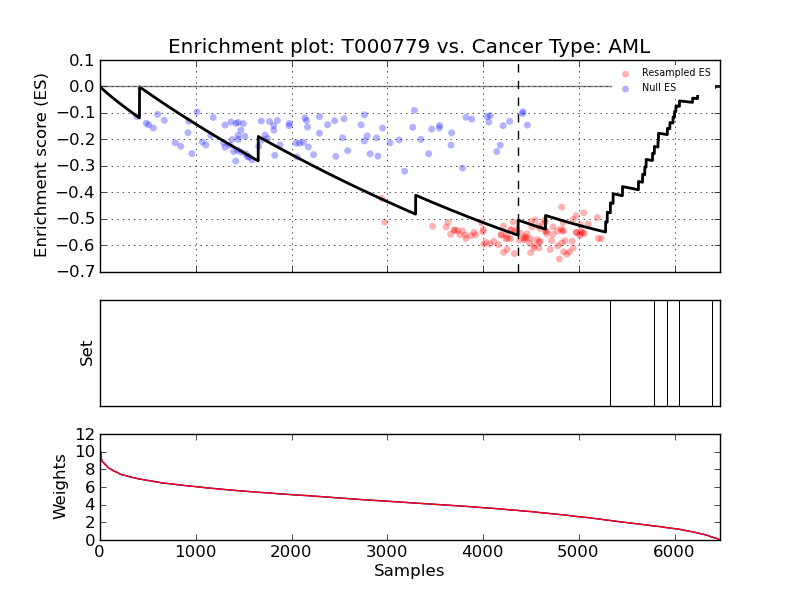 Enrichment plot: T000779 vs. Cancer Type: AML
Enrichment score (ES)
0.1
0.0
−0.1
−0.2
−0.3
−0.4
−0.5
−0.6
−0.7
Resampled ES
Null ES
Set
Weights
12
10
8
6
4
2
0
0 1000 2000 3000 4000 5000 6000
Samples